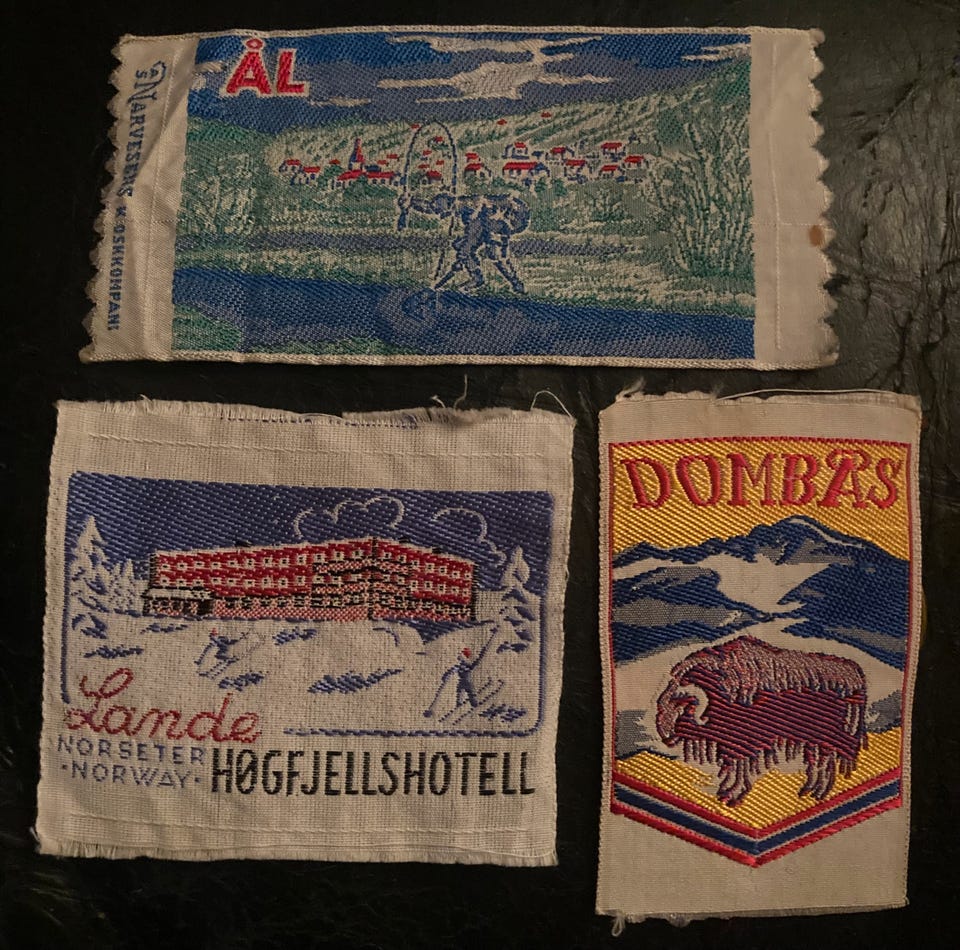 ÅL
A/S NARVESENS KIOSKKOMPANI
Lande
NORSETER
·NORWAY·
HØGFJELLSHOTELL
DOMBÅS